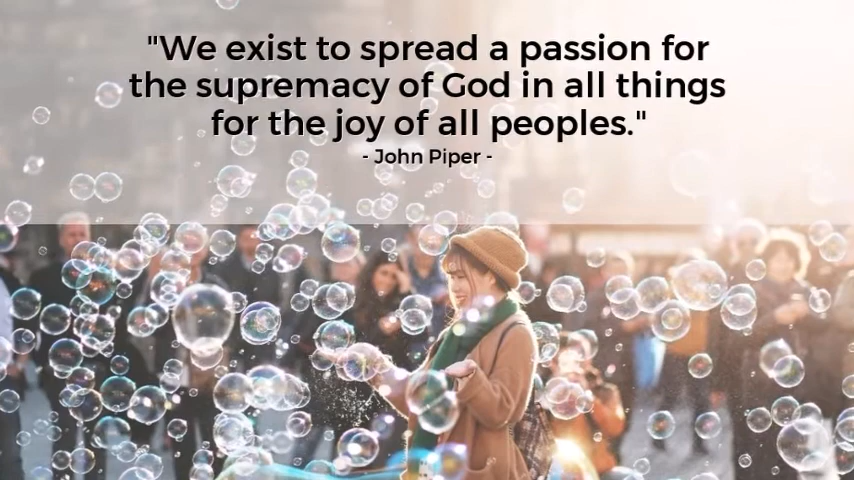 "We exist to spread a passion for
the supremacy of God in all things
for the joy of all peoples."
- John Piper -